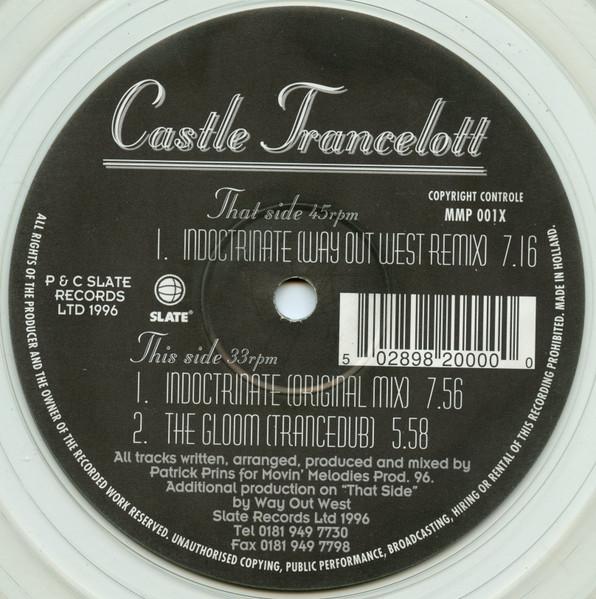 Castle Trancelott
That side 45rpm
COPYRIGHT CONTROLE
MMP 001X
1. INDOCTRINATE (WAY OUT WEST REMIX) 7.16
P & C SLATE
RECORDS
LTD 1996
SLATE®
5 02898 20000 0
This side 33rpm
1. INDOCTRINATE (ORIGINAL MIX) 7.56
2. THE GLOOM (TRANCEDUB) 5.58
All tracks written, arranged, produced and mixed by
Patrick Prins for Movin' Melodies Prod. 96.
Additional production on "That Side"
by Way Out West
Slate Records Ltd 1996
Tel 0181 949 7730
Fax 0181 949 7798
ALL RIGHTS OF THE PRODUCER AND THE OWNER OF THE RECORDED WORK RESERVED. UNAUTHORISED COPYING, PUBLIC PERFORMANCE, BROADCASTING, HIRING OR RENTAL OF THIS RECORDING PROHIBITED. MADE IN HOLLAND.